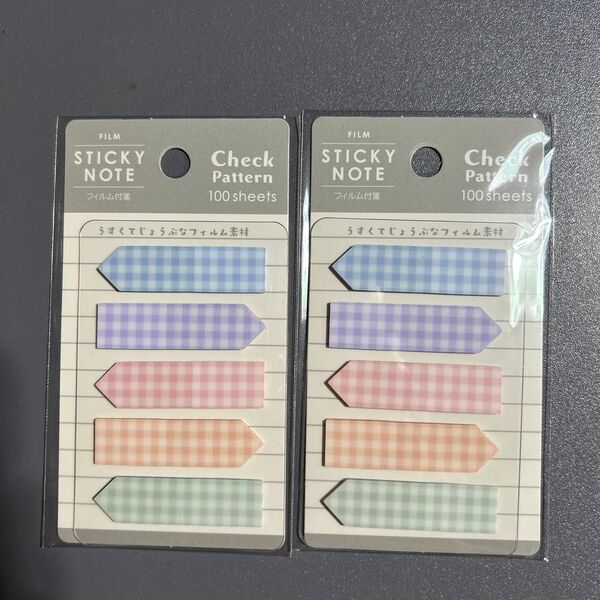 FILM
STICKY
NOTE
フィルム付箋
Check
Pattern
100 sheets
うすくてじょうぶなフィルム素材
FILM
STICKY
NOTE
フィルム付箋
Check
Pattern
100 sheets
うすくてじょうぶなフィルム素材